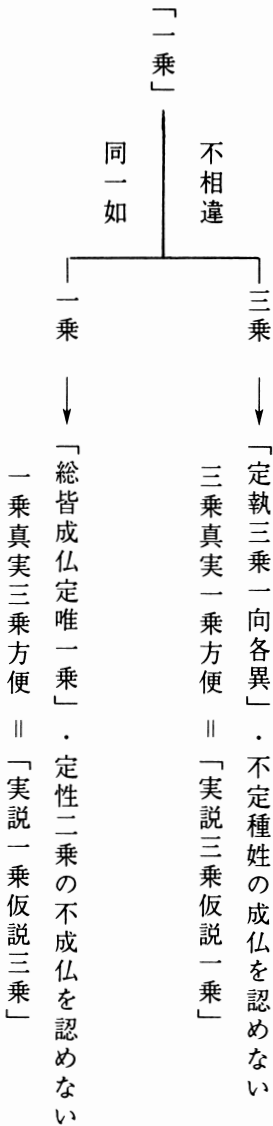 「一乗」
不相違
同一如
三乗 → 「定執三乗一向各異」・不定種姓の成仏を認めない
三乗真実一乗方便 = 「実説三乗仮説一乗」
一乗 → 「総皆成仏定唯一乗」・定性二乗の不成仏を認めない
一乗真実三乗方便 = 「実説一乗仮説三乗」